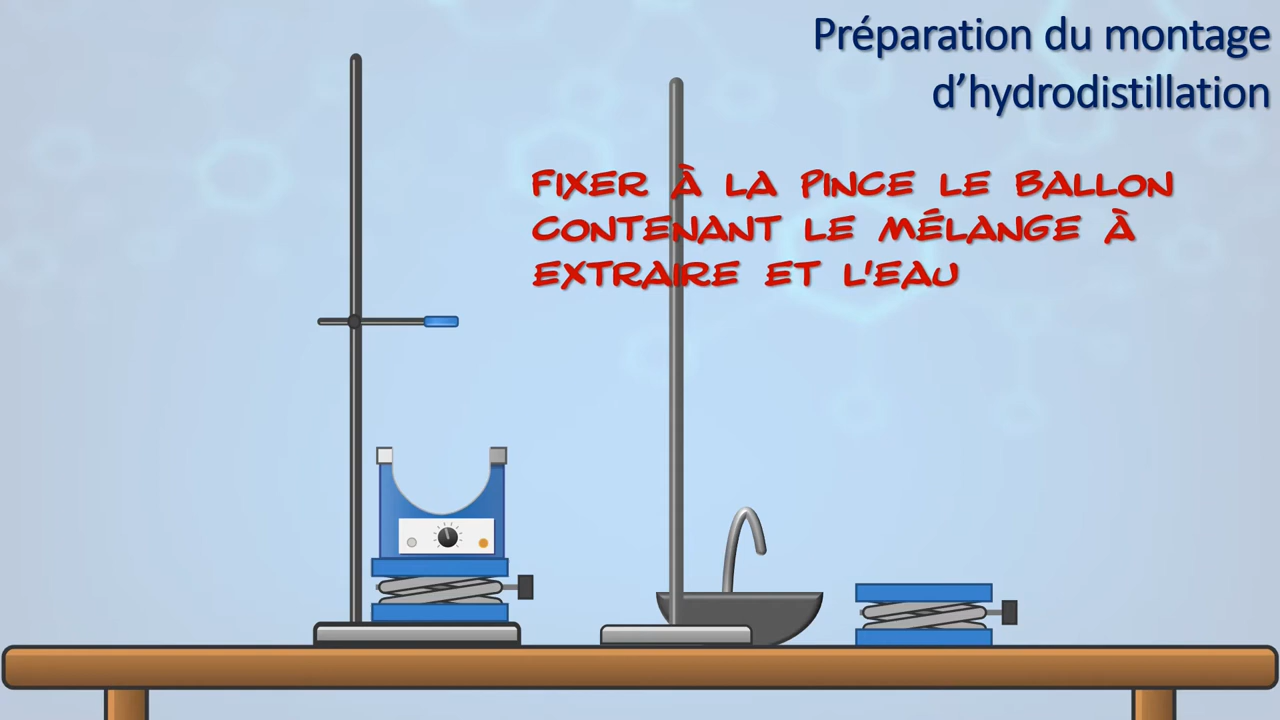 Préparation du montage
d’hydrodistillation
FIXER À LA PINCE LE BALLON
CONTENANT LE MÉLANGE À
EXTRAIRE ET L'EAU